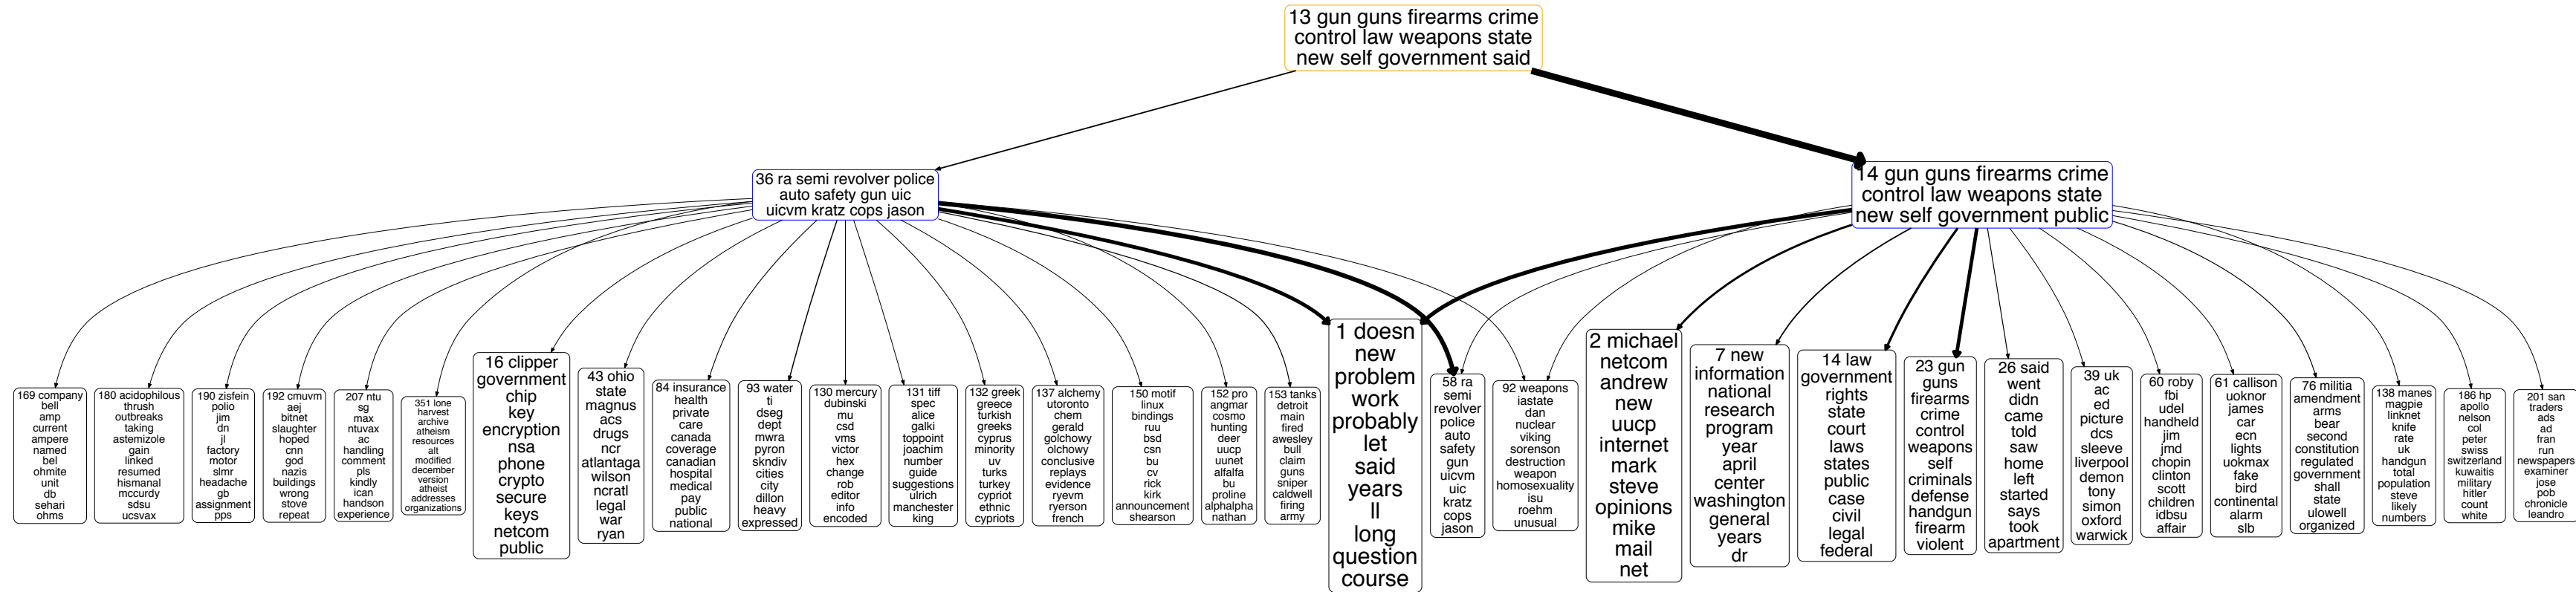 13 gun guns firearms crime
control law weapons state
new self government said
36 ra semi revolver police
auto safety gun uic
uicvm kratz cops jason
14 gun guns firearms crime
control law weapons state
new self government public
169 company
bell
amp
current
ampere
named
bel
ohmite
unit
db
sehari
ohms
180 acidophilous
thrush
outbreaks
taking
astemizole
gain
linked
resumed
hismanal
mccurdy
sdsu
ucsvax
190 zisfein
polio
jim
dn
jl
factory
motor
slmr
headache
gb
assignment
pps
192 cmuvm
aej
bitnet
slaughter
hoped
cnn
god
nazis
buildings
wrong
stove
repeat
207 ntu
sg
max
ntuvax
ac
handling
comment
pls
kindly
ican
handson
experience
351 lone
harvest
archive
atheism
resources
alt
modified
december
version
atheist
addresses
organizations
16 clipper
government
chip
key
encryption
nsa
phone
crypto
secure
keys
netcom
public
43 ohio
state
magnus
acs
drugs
ncr
atlantaga
wilson
ncratl
legal
war
ryan
84 insurance
health
private
care
canada
coverage
canadian
hospital
medical
pay
public
national
93 water
ti
dseg
dept
mwra
pyron
skndiv
cities
city
dillon
heavy
expressed
130 mercury
dubinski
mu
csd
vms
victor
hex
change
rob
editor
info
encoded
131 tiff
spec
alice
galki
toppoint
joachim
number
guide
suggestions
ulrich
manchester
king
132 greek
greece
turkish
greeks
cyprus
minority
uv
turks
turkey
cypriot
ethnic
cypriots
137 alchemy
utoronto
chem
gerald
golchowy
conclusive
replays
evidence
ryevm
ryerson
french
150 motif
linux
bindings
ruu
bsd
csn
bu
cv
rick
kirk
announcement
shearson
152 pro
angmar
cosmo
hunting
deer
uucp
uunet
alfalfa
bu
proline
alphalpha
nathan
153 tanks
detroit
main
fired
awesley
bull
claim
guns
sniper
caldwell
firing
army
1 doesn
new
problem
work
probably
let
said
years
ll
long
question
course
58 ra
semi
revolver
police
auto
safety
gun
uicvm
uic
kratz
cops
jason
92 weapons
iastate
dan
nuclear
viking
sorenson
destruction
weapon
homosexuality
isu
roehm
unusual
2 michael
netcom
andrew
new
uucp
internet
mark
steve
opinions
mike
mail
net
7 new
information
national
research
program
year
april
center
washington
general
years
dr
14 law
government
rights
state
court
laws
states
public
case
civil
legal
federal
23 gun
guns
firearms
crime
control
weapons
self
criminals
defense
handgun
firearm
violent
26 said
went
didn
came
told
saw
home
left
started
says
took
apartment
39 uk
ac
ed
picture
dcs
sleeve
liverpool
demon
tony
simon
oxford
warwick
60 roby
fbi
udel
handheld
jim
jmd
chopin
clinton
scott
children
idbsu
affair
61 callison
uoknor
james
car
ecn
lights
uokmax
fake
bird
continental
alarm
slb
76 militia
amendment
arms
bear
second
constitution
regulated
government
shall
state
ulowell
organized
138 manes
magpie
linknet
knife
rate
uk
handgun
total
population
steve
likely
numbers
186 hp
apollo
nelson
col
peter
swiss
switzerland
kuwaitis
military
hitler
count
white
201 san
traders
ads
ad
fran
run
newspapers
examiner
jose
pob
chronicle
leandro